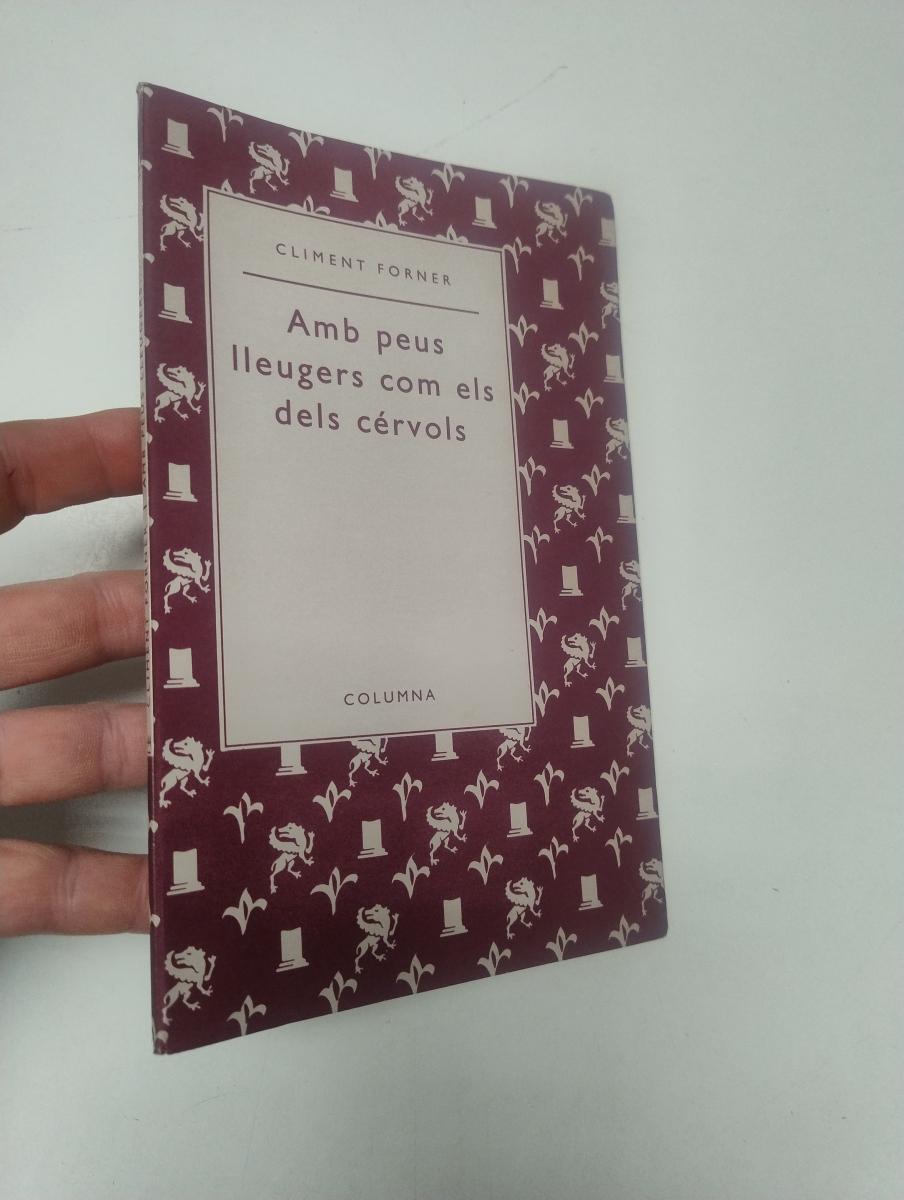 CLIMENT FORNER
Amb peus
lleugers com els
dels cérvols
COLUMNA